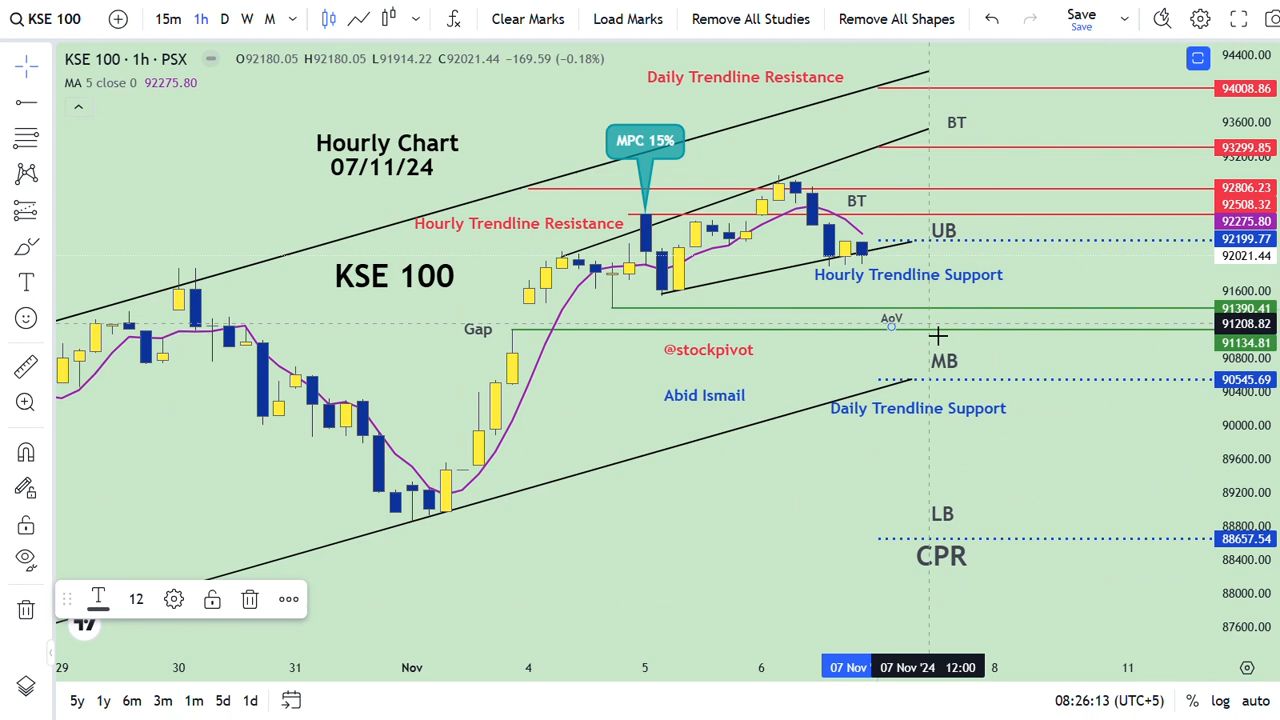 KSE 100
15m 1h D W M
Clear Marks
Load Marks
Remove All Studies
Remove All Shapes
Save
Save
KSE 100 · 1h · PSX
O92180.05 H92180.05 L91914.22 C92021.44 −169.59 (−0.18%)
MA 5 close 0 92275.80
Daily Trendline Resistance
94400.00
94008.86
BT
93600.00
Hourly Chart
07/11/24
MPC 15%
93299.85
93200.00
92806.23
BT
92508.32
Hourly Trendline Resistance
92275.80
UB
92199.77
92021.44
KSE 100
Hourly Trendline Support
91600.00
91390.41
AoV
91208.82
Gap
91134.81
@stockpivot
MB
90800.00
90545.69
Abid Ismail
90400.00
Daily Trendline Support
90000.00
89600.00
89200.00
LB
88800.00
88657.54
CPR
88400.00
88000.00
12
87600.00
29 30 31 Nov 4 5 6 07 Nov 07 Nov '24 12:00 8 11
5y 1y 6m 3m 1m 5d 1d
08:26:13 (UTC+5)
% log auto